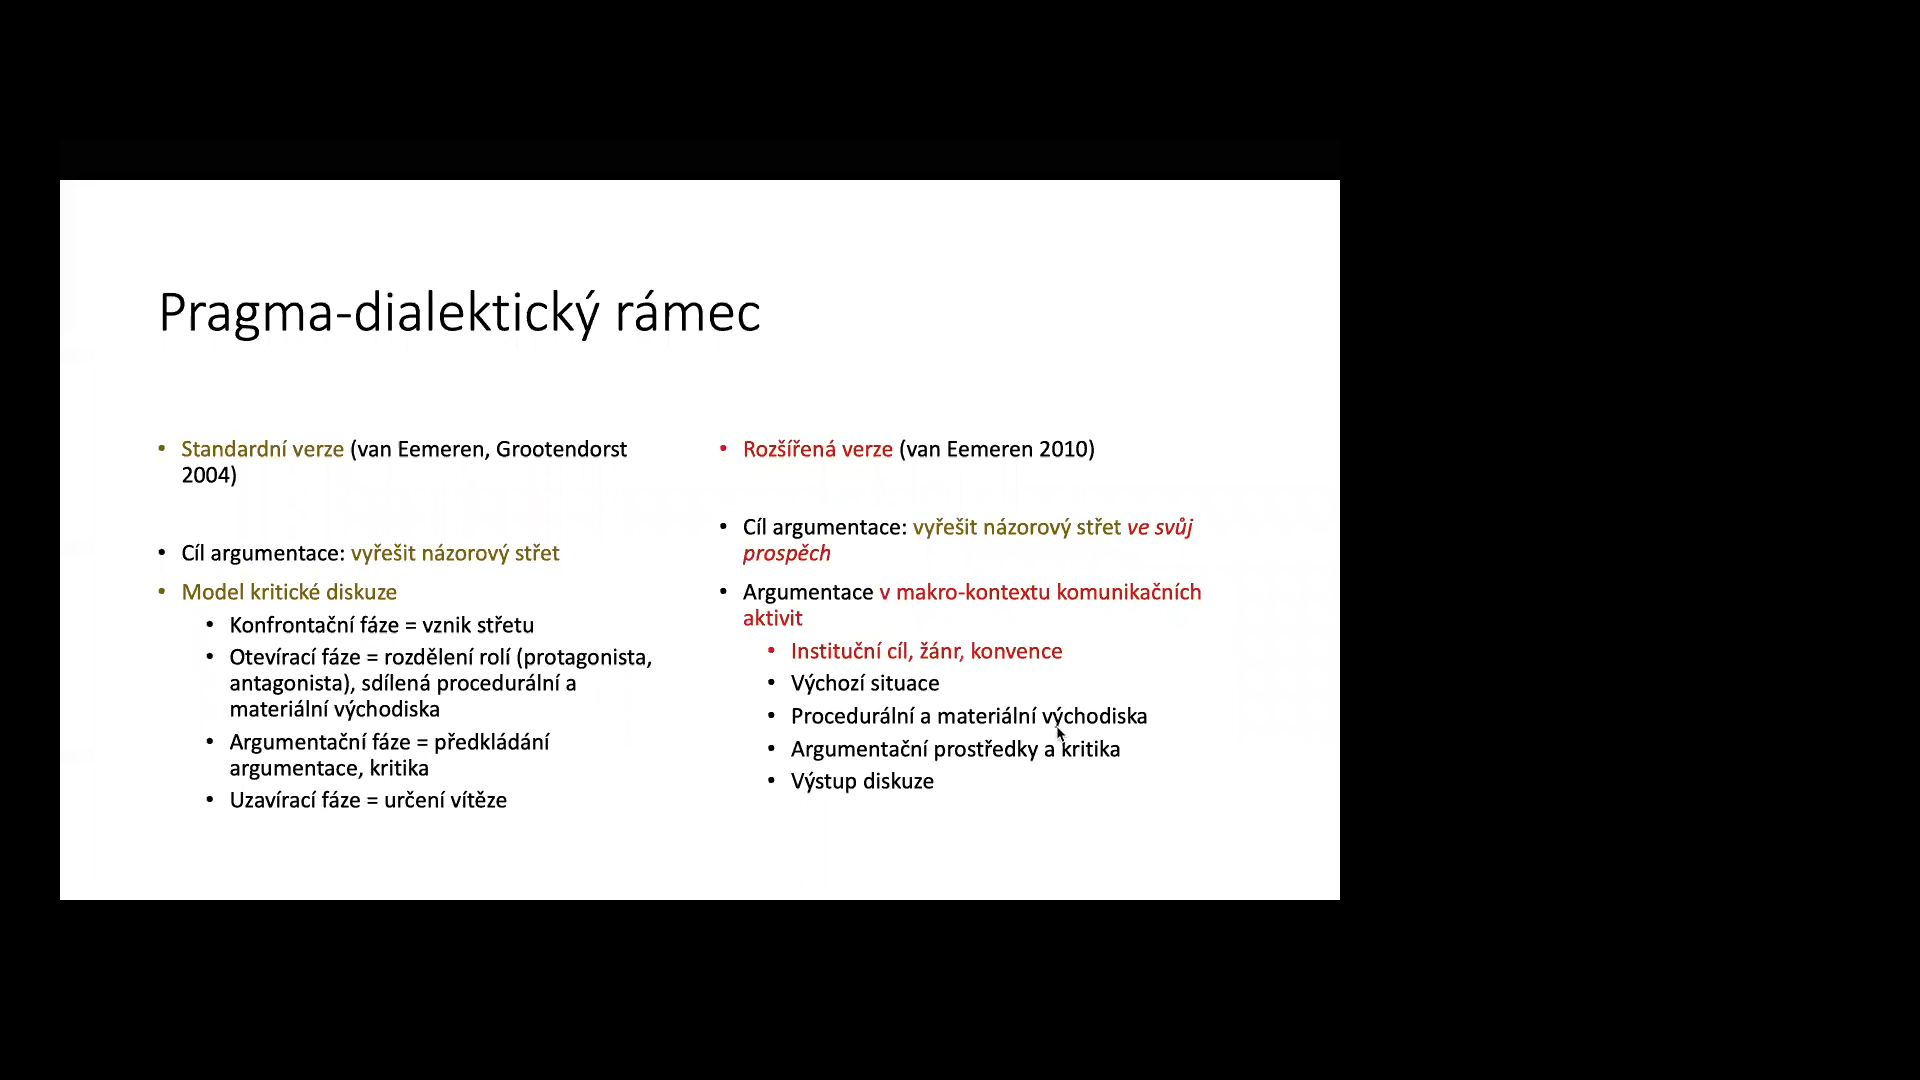 Pragma-dialektický rámec
• Standardní verze (van Eemeren, Grootendorst
2004)
• Cíl argumentace: vyřešit názorový střet
• Model kritické diskuze
• Konfrontační fáze = vznik střetu
• Otevírací fáze = rozdělení rolí (protagonista,
antagonista), sdílená procedurální a
materiální východiska
• Argumentační fáze = předkládání
argumentace, kritika
• Uzavírací fáze = určení vítěze
• Rozšířená verze (van Eemeren 2010)
• Cíl argumentace: vyřešit názorový střet ve svůj
prospěch
• Argumentace v makro-kontextu komunikačních
aktivit
• Instituční cíl, žánr, konvence
• Výchozí situace
• Procedurální a materiální východiska
• Argumentační prostředky a kritika
• Výstup diskuze